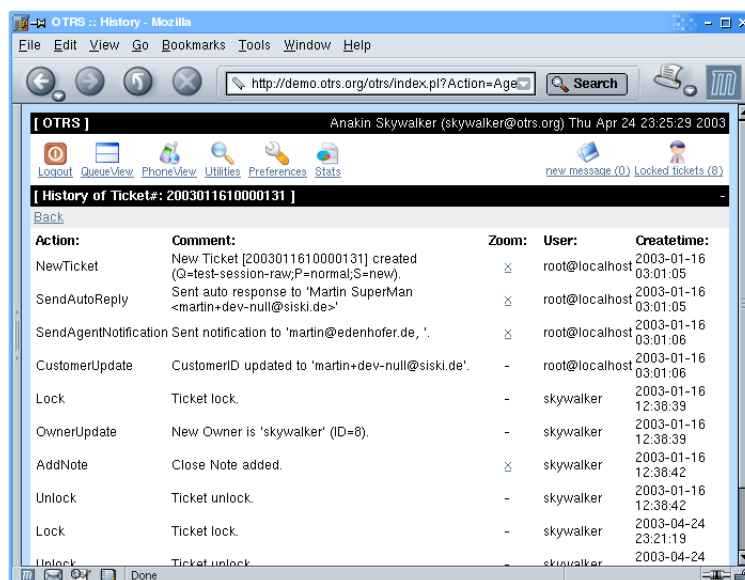 OTRS :: History - Mozilla
File Edit View Go Bookmarks Tools Window Help
http://demo.otrs.org/otrs/index.pl?Action=Age Search
[ OTRS ] Anakin Skywalker (skywalker@otrs.org) Thu Apr 24 23:25:29 2003
Logout QueueView PhoneView Utilities Preferences Stats new message (0) Locked tickets (8)
[ History of Ticket#: 2003011610000131 ] -
Back
Action: Comment: Zoom: User: Createtime:
NewTicket New Ticket [2003011610000131] created (Q=test-session-raw;P=normal;S=new). x root@localhost 2003-01-16 03:01:05
SendAutoReply Sent auto response to 'Martin SuperMan <martin+dev-null@siski.de>' x root@localhost 2003-01-16 03:01:05
SendAgentNotification Sent notification to 'martin@edenhofer.de, '. x root@localhost 2003-01-16 03:01:06
CustomerUpdate CustomerID updated to 'martin+dev-null@siski.de'. - root@localhost 2003-01-16 03:01:06
Lock Ticket lock. - skywalker 2003-01-16 12:38:39
OwnerUpdate New Owner is 'skywalker' (ID=8). - skywalker 2003-01-16 12:38:39
AddNote Close Note added. x skywalker 2003-01-16 12:38:42
Unlock Ticket unlock. - skywalker 2003-01-16 12:38:42
Lock Ticket lock. - skywalker 2003-04-24 23:21:19
Unlock Ticket unlock. - skywalker 2003-04-24
Done